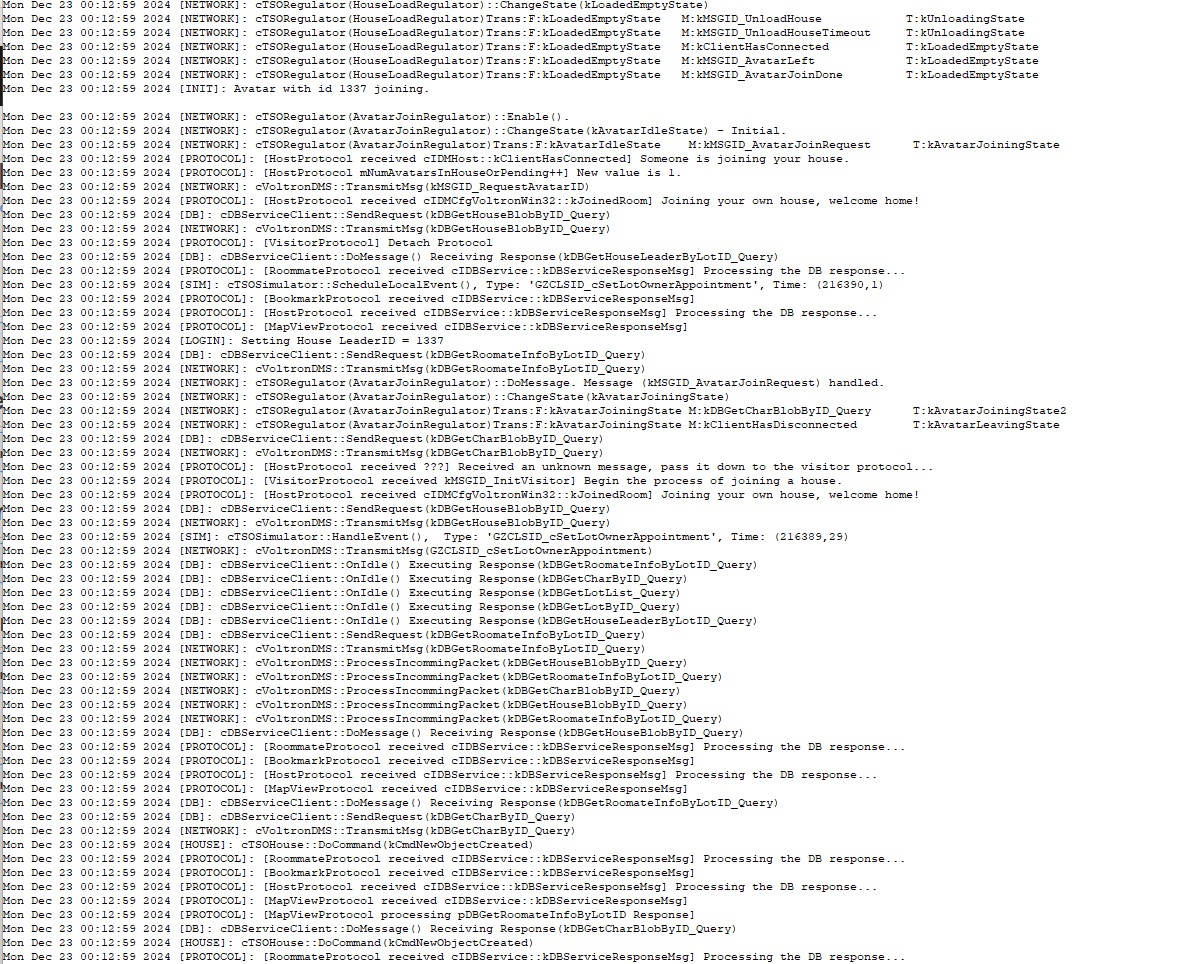 Mon Dec 23 00:12:59 2024 [NETWORK]: cTSORegulator(HouseLoadRegulator)::ChangeState(kLoadedEmptyState)
Mon Dec 23 00:12:59 2024 [NETWORK]: cTSORegulator(HouseLoadRegulator)Trans:F:kLoadedEmptyState   M:kMSGID_UnloadHouse            T:kUnloadingState
Mon Dec 23 00:12:59 2024 [NETWORK]: cTSORegulator(HouseLoadRegulator)Trans:F:kLoadedEmptyState   M:kMSGID_UnloadHouseTimeout     T:kUnloadingState
Mon Dec 23 00:12:59 2024 [NETWORK]: cTSORegulator(HouseLoadRegulator)Trans:F:kLoadedEmptyState   M:kClientHasConnected           T:kLoadedEmptyState
Mon Dec 23 00:12:59 2024 [NETWORK]: cTSORegulator(HouseLoadRegulator)Trans:F:kLoadedEmptyState   M:kMSGID_AvatarLeft             T:kLoadedEmptyState
Mon Dec 23 00:12:59 2024 [NETWORK]: cTSORegulator(HouseLoadRegulator)Trans:F:kLoadedEmptyState   M:kMSGID_AvatarJoinDone         T:kLoadedEmptyState
Mon Dec 23 00:12:59 2024 [INIT]: Avatar with id 1337 joining.
Mon Dec 23 00:12:59 2024 [NETWORK]: cTSORegulator(AvatarJoinRegulator)::Enable().
Mon Dec 23 00:12:59 2024 [NETWORK]: cTSORegulator(AvatarJoinRegulator)::ChangeState(kAvatarIdleState) - Initial.
Mon Dec 23 00:12:59 2024 [NETWORK]: cTSORegulator(AvatarJoinRegulator)Trans:F:kAvatarIdleState    M:kMSGID_AvatarJoinRequest      T:kAvatarJoiningState
Mon Dec 23 00:12:59 2024 [PROTOCOL]: [HostProtocol received cIDMHost::kClientHasConnected] Someone is joining your house.
Mon Dec 23 00:12:59 2024 [PROTOCOL]: [HostProtocol mNumAvatarsInHouseOrPending++] New value is 1.
Mon Dec 23 00:12:59 2024 [NETWORK]: cVoltronDMS::TransmitMsg(kMSGID_RequestAvatarID)
Mon Dec 23 00:12:59 2024 [PROTOCOL]: [HostProtocol received cIDMCfgVoltronWin32::kJoinedRoom] Joining your own house, welcome home!
Mon Dec 23 00:12:59 2024 [DB]: cDBServiceClient::SendRequest(kDBGetHouseBlobByID_Query)
Mon Dec 23 00:12:59 2024 [NETWORK]: cVoltronDMS::TransmitMsg(kDBGetHouseBlobByID_Query)
Mon Dec 23 00:12:59 2024 [PROTOCOL]: [VisitorProtocol] Detach Protocol
Mon Dec 23 00:12:59 2024 [DB]: cDBServiceClient::DoMessage() Receiving Response(kDBGetHouseLeaderByLotID_Query)
Mon Dec 23 00:12:59 2024 [PROTOCOL]: [RoommateProtocol received cIDBService::kDBServiceResponseMsg] Processing the DB response...
Mon Dec 23 00:12:59 2024 [SIM]: cTSOSimulator::ScheduleLocalEvent(), Type: 'GZCLSID_cSetLotOwnerAppointment', Time: (216390,1)
Mon Dec 23 00:12:59 2024 [PROTOCOL]: [BookmarkProtocol received cIDBService::kDBServiceResponseMsg]
Mon Dec 23 00:12:59 2024 [PROTOCOL]: [HostProtocol received cIDBService::kDBServiceResponseMsg] Processing the DB response...
Mon Dec 23 00:12:59 2024 [PROTOCOL]: [MapViewProtocol received cIDBService::kDBServiceResponseMsg]
Mon Dec 23 00:12:59 2024 [LOGIN]: Setting House LeaderID = 1337
Mon Dec 23 00:12:59 2024 [DB]: cDBServiceClient::SendRequest(kDBGetRoomateInfoByLotID_Query)
Mon Dec 23 00:12:59 2024 [NETWORK]: cVoltronDMS::TransmitMsg(kDBGetRoomateInfoByLotID_Query)
Mon Dec 23 00:12:59 2024 [NETWORK]: cTSORegulator(AvatarJoinRegulator)::DoMessage. Message (kMSGID_AvatarJoinRequest) handled.
Mon Dec 23 00:12:59 2024 [NETWORK]: cTSORegulator(AvatarJoinRegulator)::ChangeState(kAvatarJoiningState)
Mon Dec 23 00:12:59 2024 [NETWORK]: cTSORegulator(AvatarJoinRegulator)Trans:F:kAvatarJoiningState M:kDBGetCharBlobByID_Query      T:kAvatarJoiningState2
Mon Dec 23 00:12:59 2024 [NETWORK]: cTSORegulator(AvatarJoinRegulator)Trans:F:kAvatarJoiningState M:kClientHasDisconnected        T:kAvatarLeavingState
Mon Dec 23 00:12:59 2024 [DB]: cDBServiceClient::SendRequest(kDBGetCharBlobByID_Query)
Mon Dec 23 00:12:59 2024 [NETWORK]: cVoltronDMS::TransmitMsg(kDBGetCharBlobByID_Query)
Mon Dec 23 00:12:59 2024 [PROTOCOL]: [HostProtocol received ???] Received an unknown message, pass it down to the visitor protocol...
Mon Dec 23 00:12:59 2024 [PROTOCOL]: [VisitorProtocol received kMSGID_InitVisitor] Begin the process of joining a house.
Mon Dec 23 00:12:59 2024 [PROTOCOL]: [HostProtocol received cIDMCfgVoltronWin32::kJoinedRoom] Joining your own house, welcome home!
Mon Dec 23 00:12:59 2024 [DB]: cDBServiceClient::SendRequest(kDBGetHouseBlobByID_Query)
Mon Dec 23 00:12:59 2024 [NETWORK]: cVoltronDMS::TransmitMsg(kDBGetHouseBlobByID_Query)
Mon Dec 23 00:12:59 2024 [SIM]: cTSOSimulator::HandleEvent(),  Type: 'GZCLSID_cSetLotOwnerAppointment', Time: (216389,29)
Mon Dec 23 00:12:59 2024 [NETWORK]: cVoltronDMS::TransmitMsg(GZCLSID_cSetLotOwnerAppointment)
Mon Dec 23 00:12:59 2024 [DB]: cDBServiceClient::OnIdle() Executing Response(kDBGetRoomateInfoByLotID_Query)
Mon Dec 23 00:12:59 2024 [DB]: cDBServiceClient::OnIdle() Executing Response(kDBGetCharByID_Query)
Mon Dec 23 00:12:59 2024 [DB]: cDBServiceClient::OnIdle() Executing Response(kDBGetLotList_Query)
Mon Dec 23 00:12:59 2024 [DB]: cDBServiceClient::OnIdle() Executing Response(kDBGetLotByID_Query)
Mon Dec 23 00:12:59 2024 [DB]: cDBServiceClient::OnIdle() Executing Response(kDBGetHouseLeaderByLotID_Query)
Mon Dec 23 00:12:59 2024 [DB]: cDBServiceClient::SendRequest(kDBGetRoomateInfoByLotID_Query)
Mon Dec 23 00:12:59 2024 [NETWORK]: cVoltronDMS::TransmitMsg(kDBGetRoomateInfoByLotID_Query)
Mon Dec 23 00:12:59 2024 [NETWORK]: cVoltronDMS::ProcessIncommingPacket(kDBGetHouseBlobByID_Query)
Mon Dec 23 00:12:59 2024 [NETWORK]: cVoltronDMS::ProcessIncommingPacket(kDBGetRoomateInfoByLotID_Query)
Mon Dec 23 00:12:59 2024 [NETWORK]: cVoltronDMS::ProcessIncommingPacket(kDBGetCharBlobByID_Query)
Mon Dec 23 00:12:59 2024 [NETWORK]: cVoltronDMS::ProcessIncommingPacket(kDBGetHouseBlobByID_Query)
Mon Dec 23 00:12:59 2024 [NETWORK]: cVoltronDMS::ProcessIncommingPacket(kDBGetRoomateInfoByLotID_Query)
Mon Dec 23 00:12:59 2024 [DB]: cDBServiceClient::DoMessage() Receiving Response(kDBGetHouseBlobByID_Query)
Mon Dec 23 00:12:59 2024 [PROTOCOL]: [RoommateProtocol received cIDBService::kDBServiceResponseMsg] Processing the DB response...
Mon Dec 23 00:12:59 2024 [PROTOCOL]: [BookmarkProtocol received cIDBService::kDBServiceResponseMsg]
Mon Dec 23 00:12:59 2024 [PROTOCOL]: [HostProtocol received cIDBService::kDBServiceResponseMsg] Processing the DB response...
Mon Dec 23 00:12:59 2024 [PROTOCOL]: [MapViewProtocol received cIDBService::kDBServiceResponseMsg]
Mon Dec 23 00:12:59 2024 [DB]: cDBServiceClient::DoMessage() Receiving Response(kDBGetRoomateInfoByLotID_Query)
Mon Dec 23 00:12:59 2024 [DB]: cDBServiceClient::SendRequest(kDBGetCharByID_Query)
Mon Dec 23 00:12:59 2024 [NETWORK]: cVoltronDMS::TransmitMsg(kDBGetCharByID_Query)
Mon Dec 23 00:12:59 2024 [HOUSE]: cTSOHouse::DoCommand(kCmdNewObjectCreated)
Mon Dec 23 00:12:59 2024 [PROTOCOL]: [RoommateProtocol received cIDBService::kDBServiceResponseMsg] Processing the DB response...
Mon Dec 23 00:12:59 2024 [PROTOCOL]: [BookmarkProtocol received cIDBService::kDBServiceResponseMsg]
Mon Dec 23 00:12:59 2024 [PROTOCOL]: [HostProtocol received cIDBService::kDBServiceResponseMsg] Processing the DB response...
Mon Dec 23 00:12:59 2024 [PROTOCOL]: [MapViewProtocol received cIDBService::kDBServiceResponseMsg]
Mon Dec 23 00:12:59 2024 [PROTOCOL]: [MapViewProtocol processing pDBGetRoomateInfoByLotID Response]
Mon Dec 23 00:12:59 2024 [DB]: cDBServiceClient::DoMessage() Receiving Response(kDBGetCharBlobByID_Query)
Mon Dec 23 00:12:59 2024 [HOUSE]: cTSOHouse::DoCommand(kCmdNewObjectCreated)
Mon Dec 23 00:12:59 2024 [PROTOCOL]: [RoommateProtocol received cIDBService::kDBServiceResponseMsg] Processing the DB response...